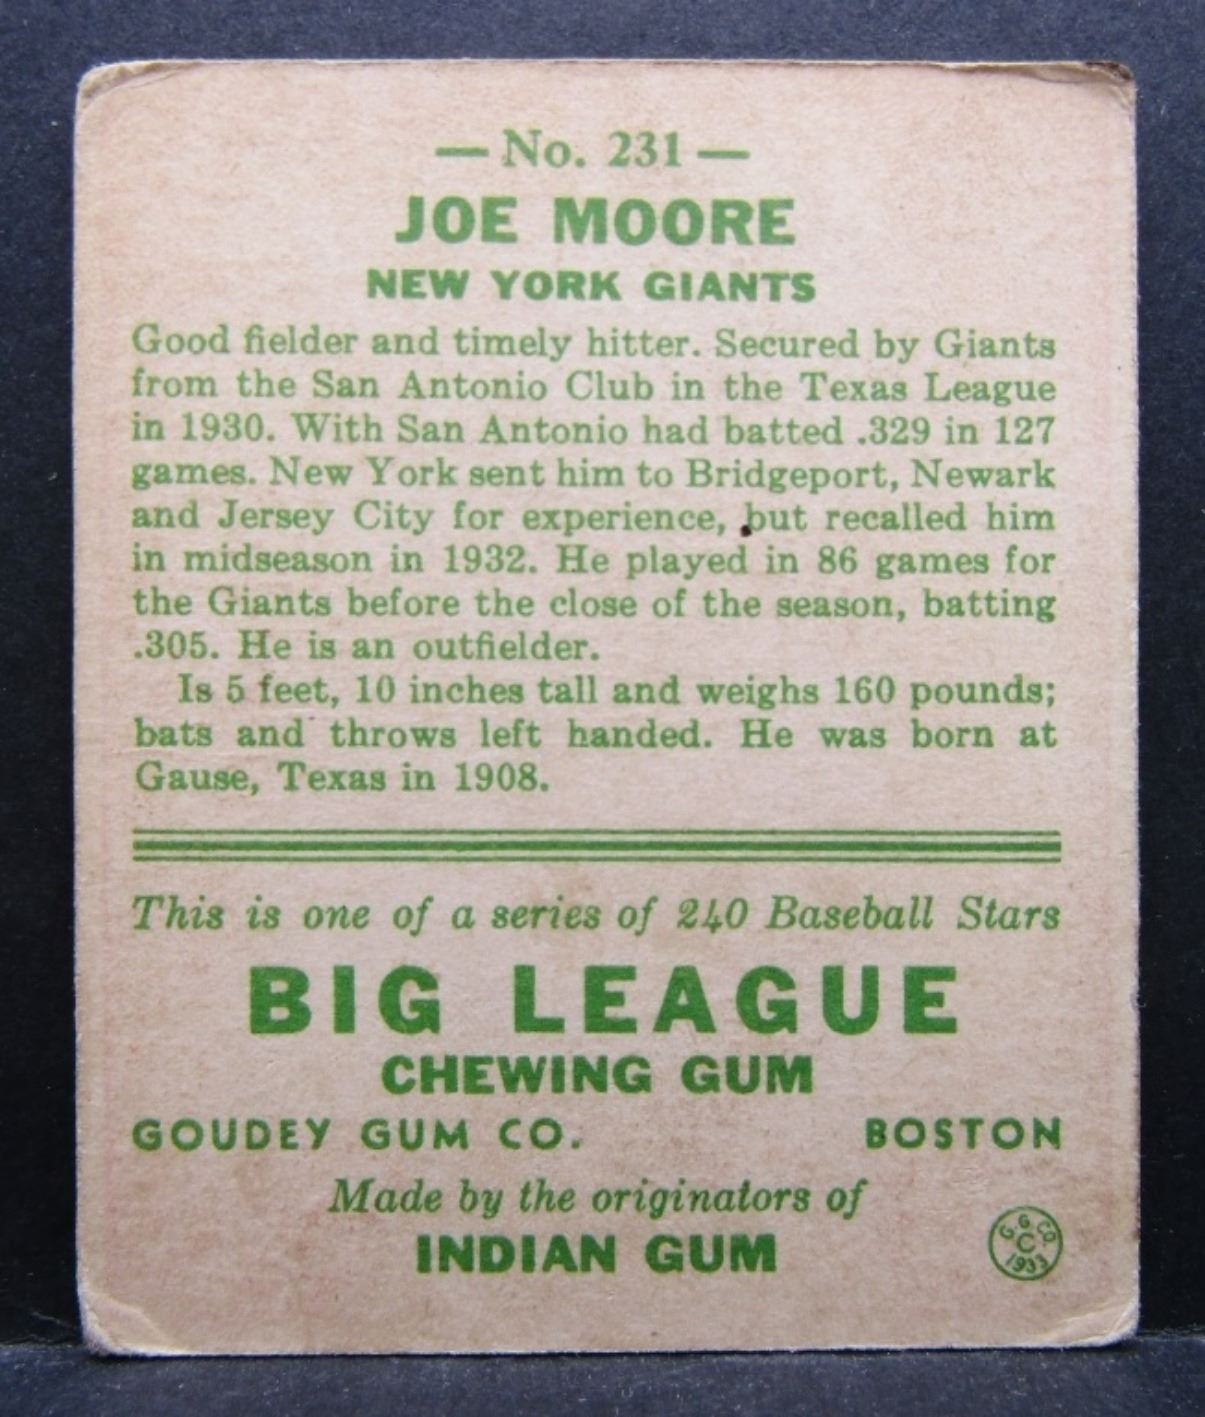 — No. 231 —
JOE MOORE
NEW YORK GIANTS
Good fielder and timely hitter. Secured by Giants
from the San Antonio Club in the Texas League
in 1930. With San Antonio had batted .329 in 127
games. New York sent him to Bridgeport, Newark
and Jersey City for experience, but recalled him
in midseason in 1932. He played in 86 games for
the Giants before the close of the season, batting
.305. He is an outfielder.
Is 5 feet, 10 inches tall and weighs 160 pounds;
bats and throws left handed. He was born at
Gause, Texas in 1908.
This is one of a series of 240 Baseball Stars
BIG LEAGUE
CHEWING GUM
GOUDEY GUM CO. BOSTON
Made by the originators of
INDIAN GUM
G. G. CO.
C
1933